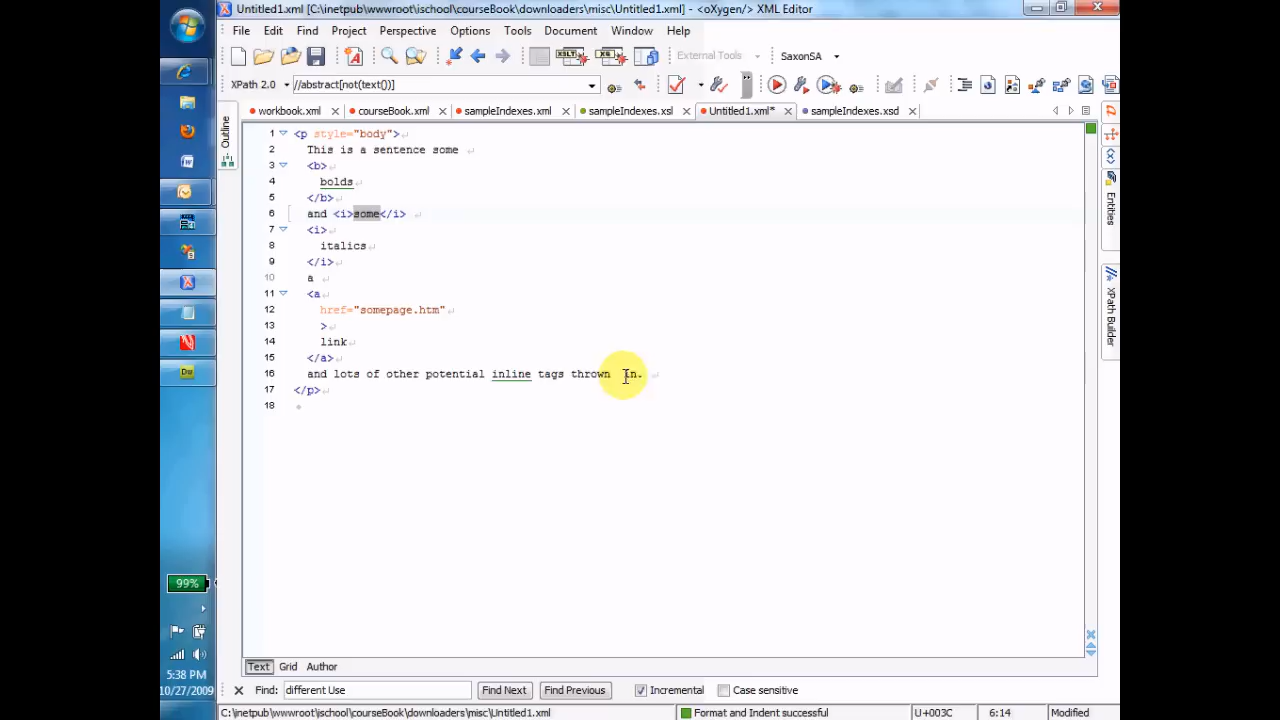 Untitled1.xml [C:\inetpub\wwwroot\ischool\courseBook\downloaders\misc\Untitled1.xml] - <oXygen/> XML Editor
File Edit Find Project Perspective Options Tools Document Window Help
External Tools SaxonSA
XPath 2.0 //abstract[not(text())]
workbook.xml courseBook.xml sampleIndexes.xml sampleIndexes.xsl Untitled1.xml* sampleIndexes.xsd
Outline
Entities
XPath Builder
1 <p style="body">
2 This is a sentence some
3 <b>
4 bolds
5 </b>
6 and <i>some</i>
7 <i>
8 italics
9 </i>
10 a
11 <a
12 href="somepage.htm"
13 >
14 link
15 </a>
16 and lots of other potential inline tags thrown in.
17 </p>
18
99%
5:38 PM
10/27/2009
Text Grid Author
Find: different Use Find Next Find Previous Incremental Case sensitive
C:\inetpub\wwwroot\ischool\courseBook\downloaders\misc\Untitled1.xml Format and Indent successful U+003C 6:14 Modified